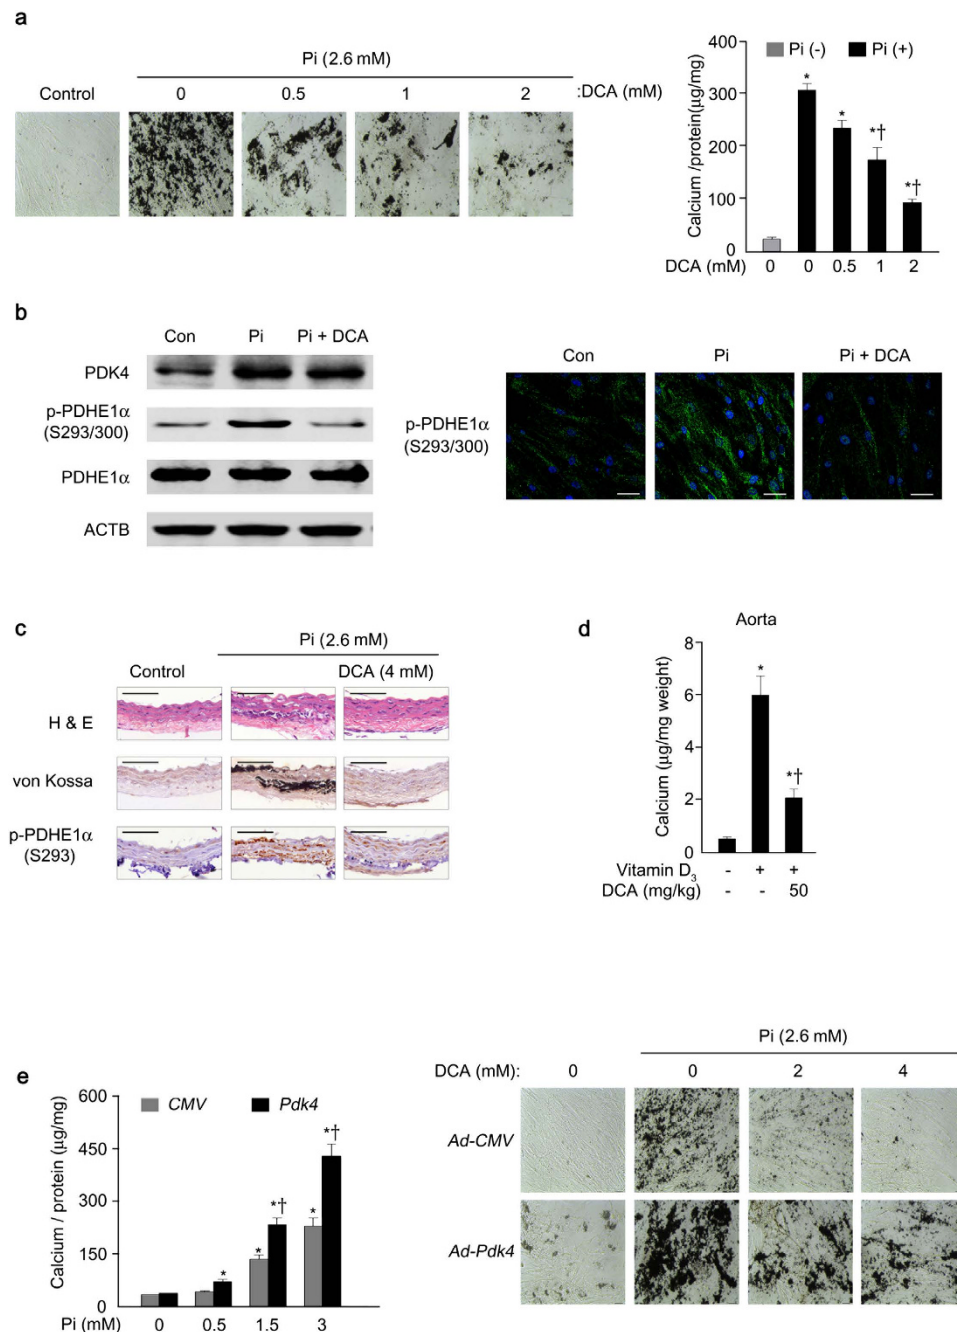 a
Pi (2.6 mM)
Control 0 0.5 1 2 :DCA (mM)
Pi (-) Pi (+)
Calcium /protein(µg/mg)
400
300
200
100
0
* * *† *†
DCA (mM) 0 0 0.5 1 2
b
Con Pi Pi + DCA
PDK4
p-PDHE1α
(S293/300)
PDHE1α
ACTB
Con Pi Pi + DCA
p-PDHE1α
(S293/300)
c
Pi (2.6 mM)
Control DCA (4 mM)
H & E
von Kossa
p-PDHE1α
(S293)
d
Aorta
Calcium (µg/mg weight)
8
6
4
2
0
* *†
Vitamin D3 - + +
DCA (mg/kg) - - 50
e
CMV Pdk4
Calcium / protein (µg/mg)
600
450
300
150
0
* * *† * *†
Pi (mM) 0 0.5 1.5 3
Pi (2.6 mM)
DCA (mM): 0 0 2 4
Ad-CMV
Ad-Pdk4